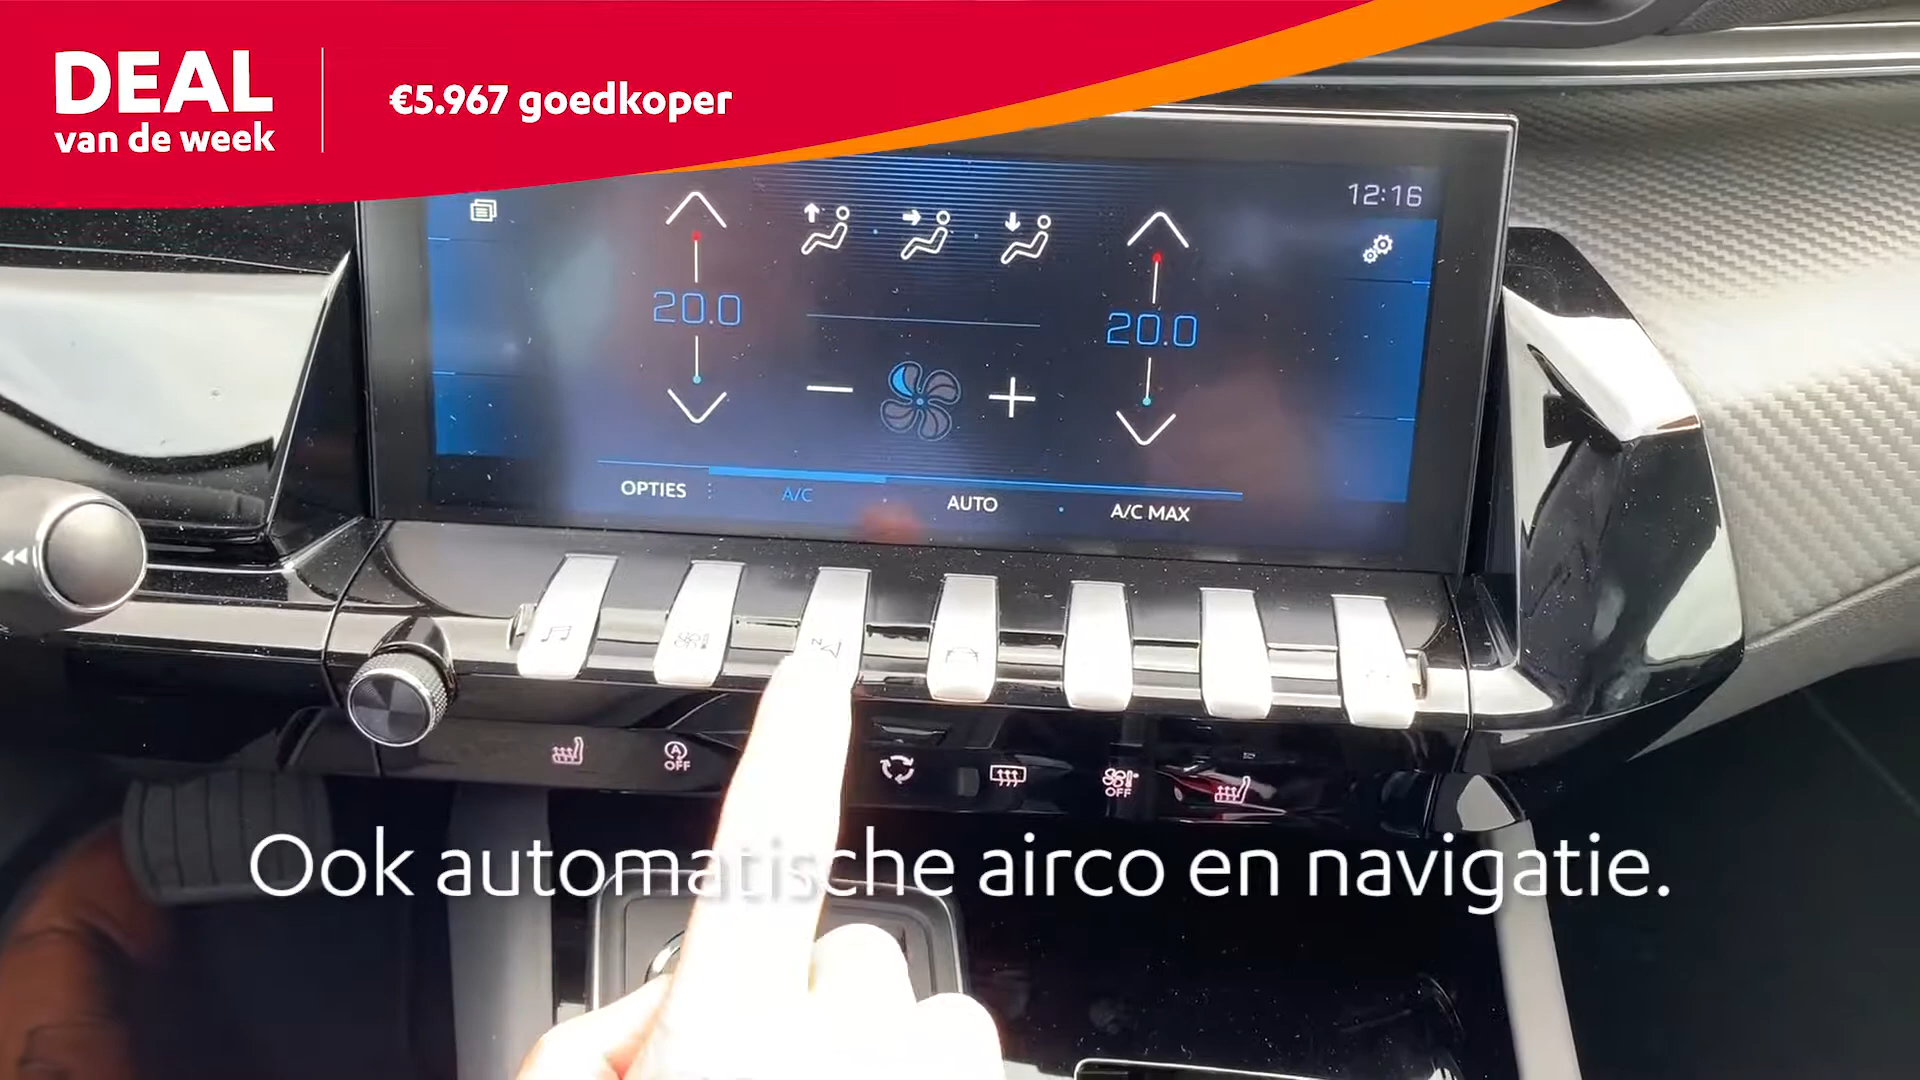 DEAL
van de week
€5.967 goedkoper
12:16
20.0
20.0
OPTIES
A/C
AUTO
A/C MAX
A
OFF
OFF
Ook automatische airco en navigatie.